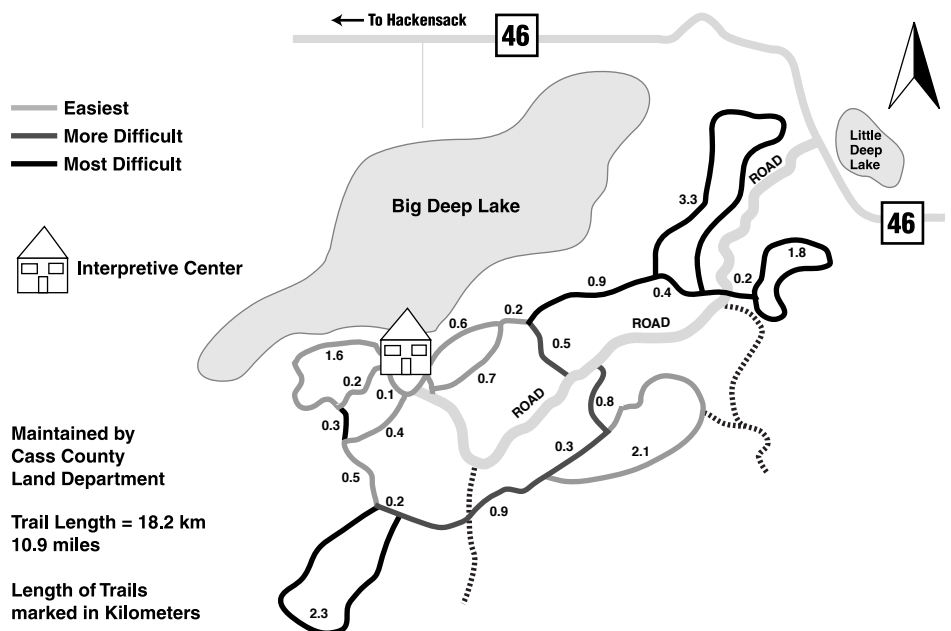 To Hackensack
46
Easiest
More Difficult
Most Difficult
Interpretive Center
Big Deep Lake
Little
Deep
Lake
46
ROAD
3.3
1.8
0.2
0.4
0.9
ROAD
0.2
0.6
0.5
0.7
1.6
0.2
0.1
ROAD
0.8
0.3
0.4
0.3
2.1
0.5
0.2
0.9
2.3
Maintained by
Cass County
Land Department
Trail Length = 18.2 km
10.9 miles
Length of Trails
marked in Kilometers